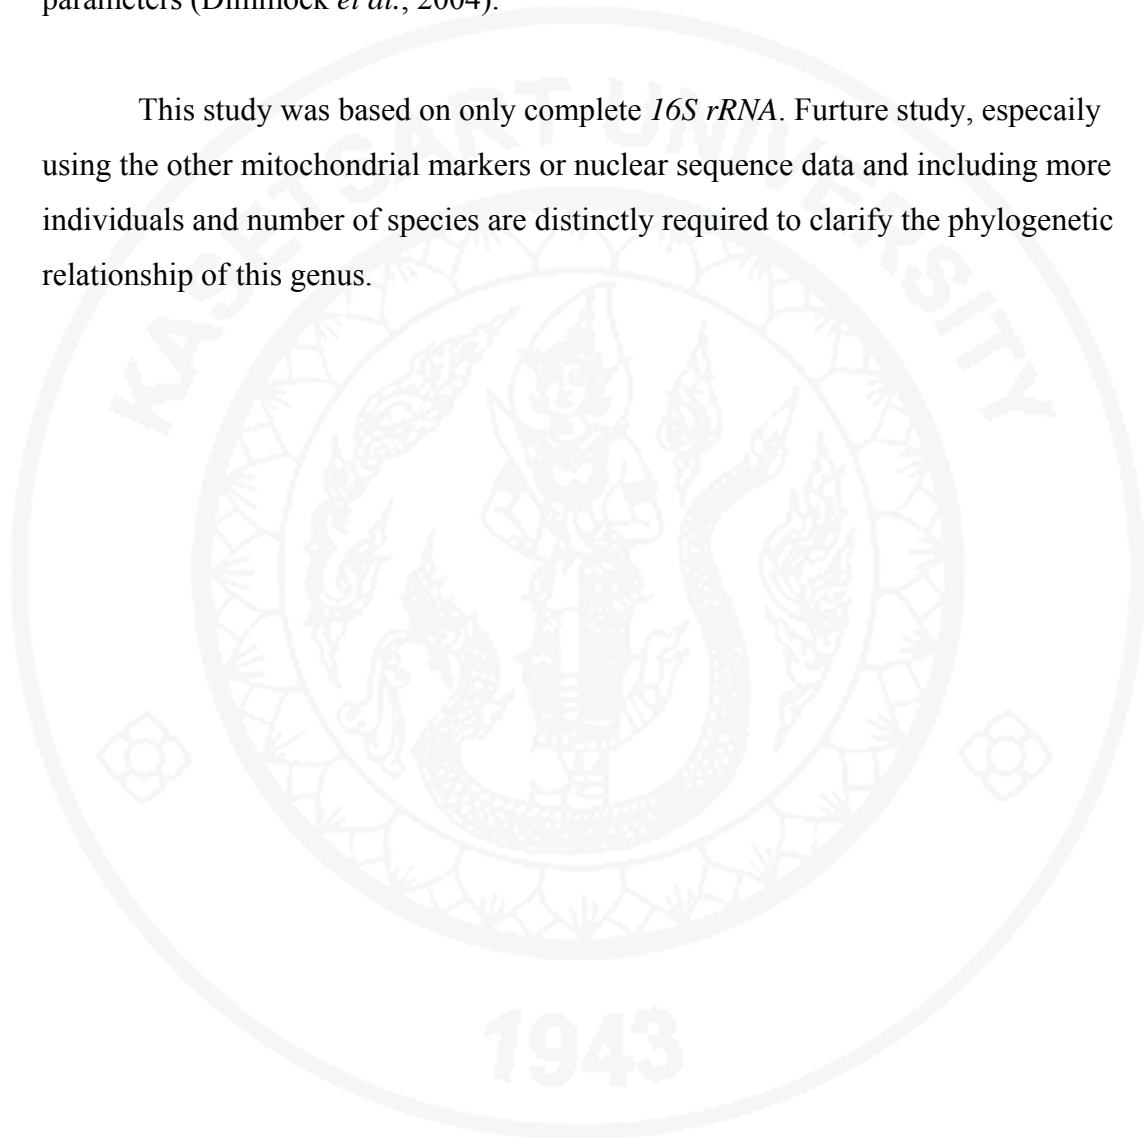 parameters (Dimmock et al., 2004).
This study was based on only complete 16S rRNA. Furture study, especaily
using the other mitochondrial markers or nuclear sequence data and including more
individuals and number of species are distinctly required to clarify the phylogenetic
relationship of this genus.
KASETSART UNIVERSITY
1943